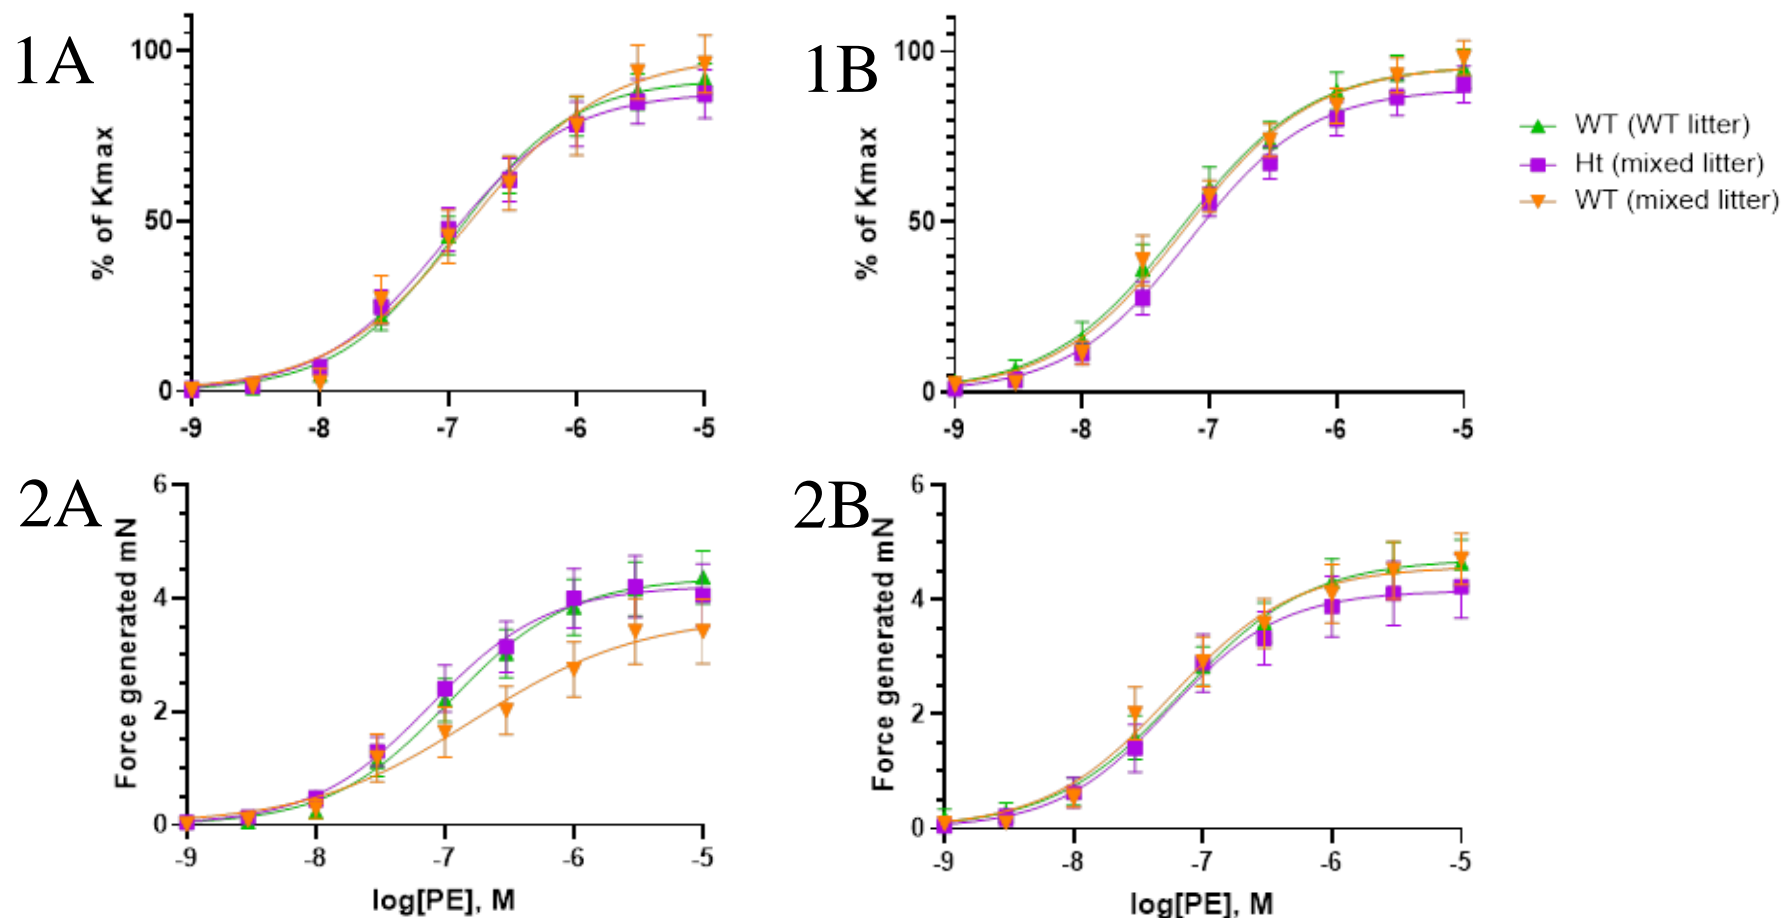 1A
100
50
0
% of Kmax
-9 -8 -7 -6 -5
1B
100
50
0
% of Kmax
-9 -8 -7 -6 -5
WT (WT litter)
Ht (mixed litter)
WT (mixed litter)
2A
6
4
2
0
Force generated mN
-9 -8 -7 -6 -5
log[PE], M
2B
6
4
2
0
Force generated mN
-9 -8 -7 -6 -5
log[PE], M